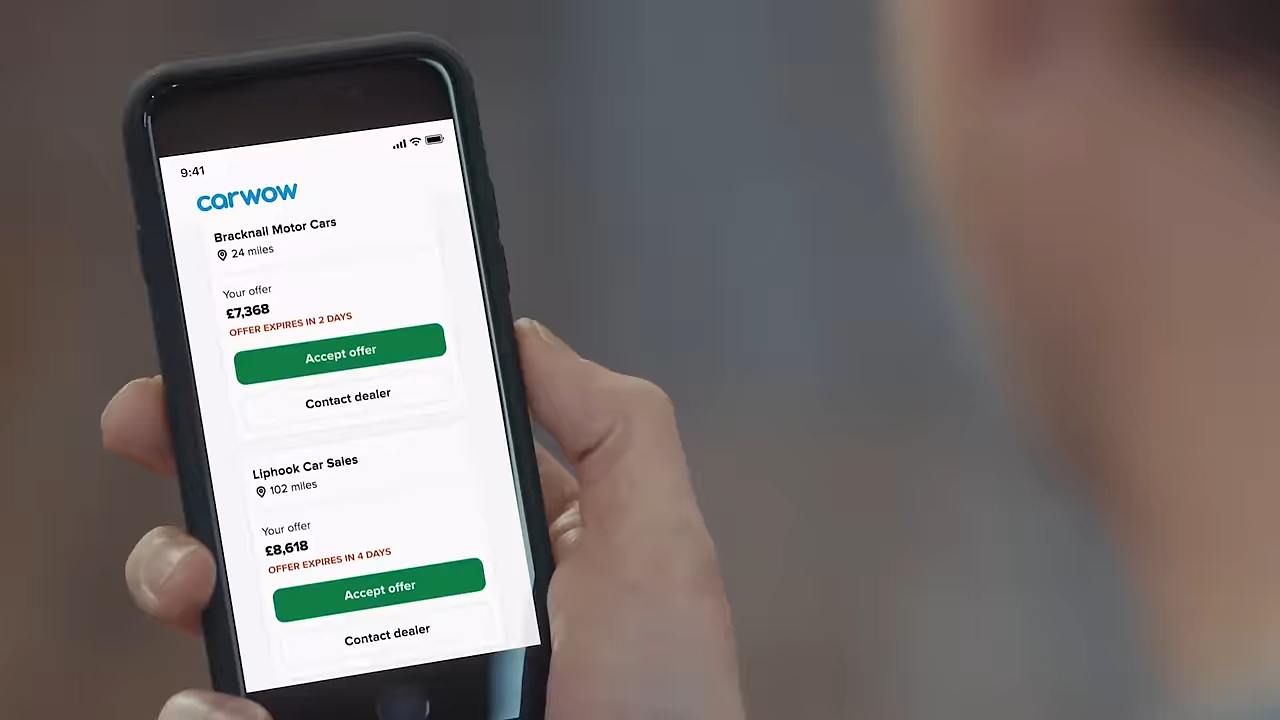 9:41
carwow
Bracknall Motor Cars
24 miles
Your offer
£7,368
OFFER EXPIRES IN 2 DAYS
Accept offer
Contact dealer
Liphook Car Sales
102 miles
Your offer
£8,618
OFFER EXPIRES IN 4 DAYS
Accept offer
Contact dealer